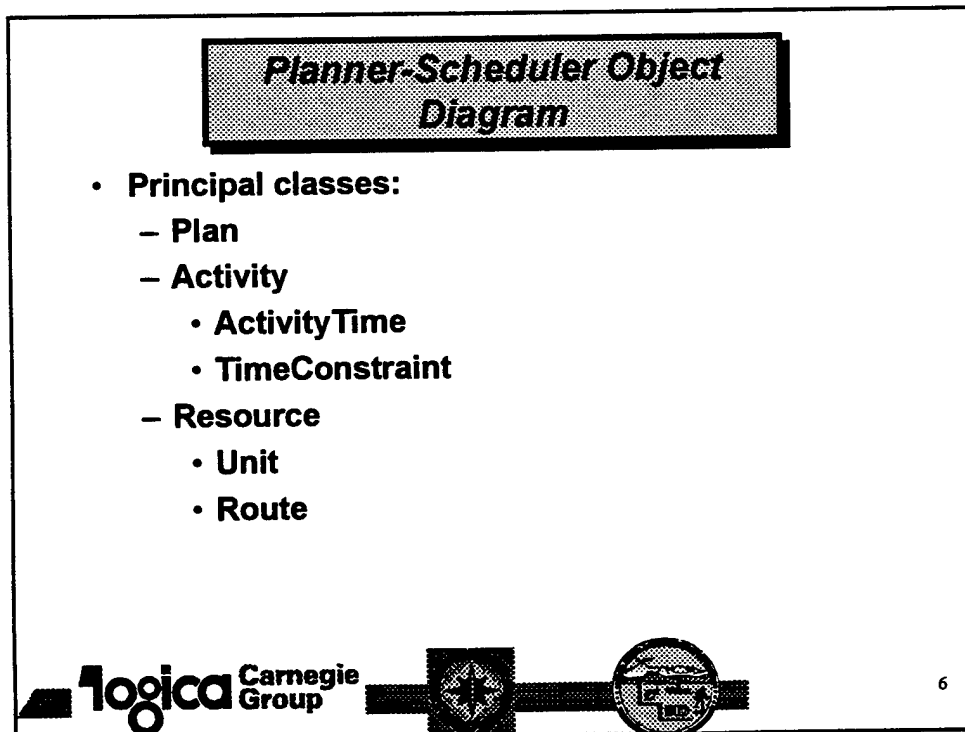 Planner-Scheduler Object
Diagram
• Principal classes:
– Plan
– Activity
• ActivityTime
• TimeConstraint
– Resource
• Unit
• Route
logica Carnegie
Group
6